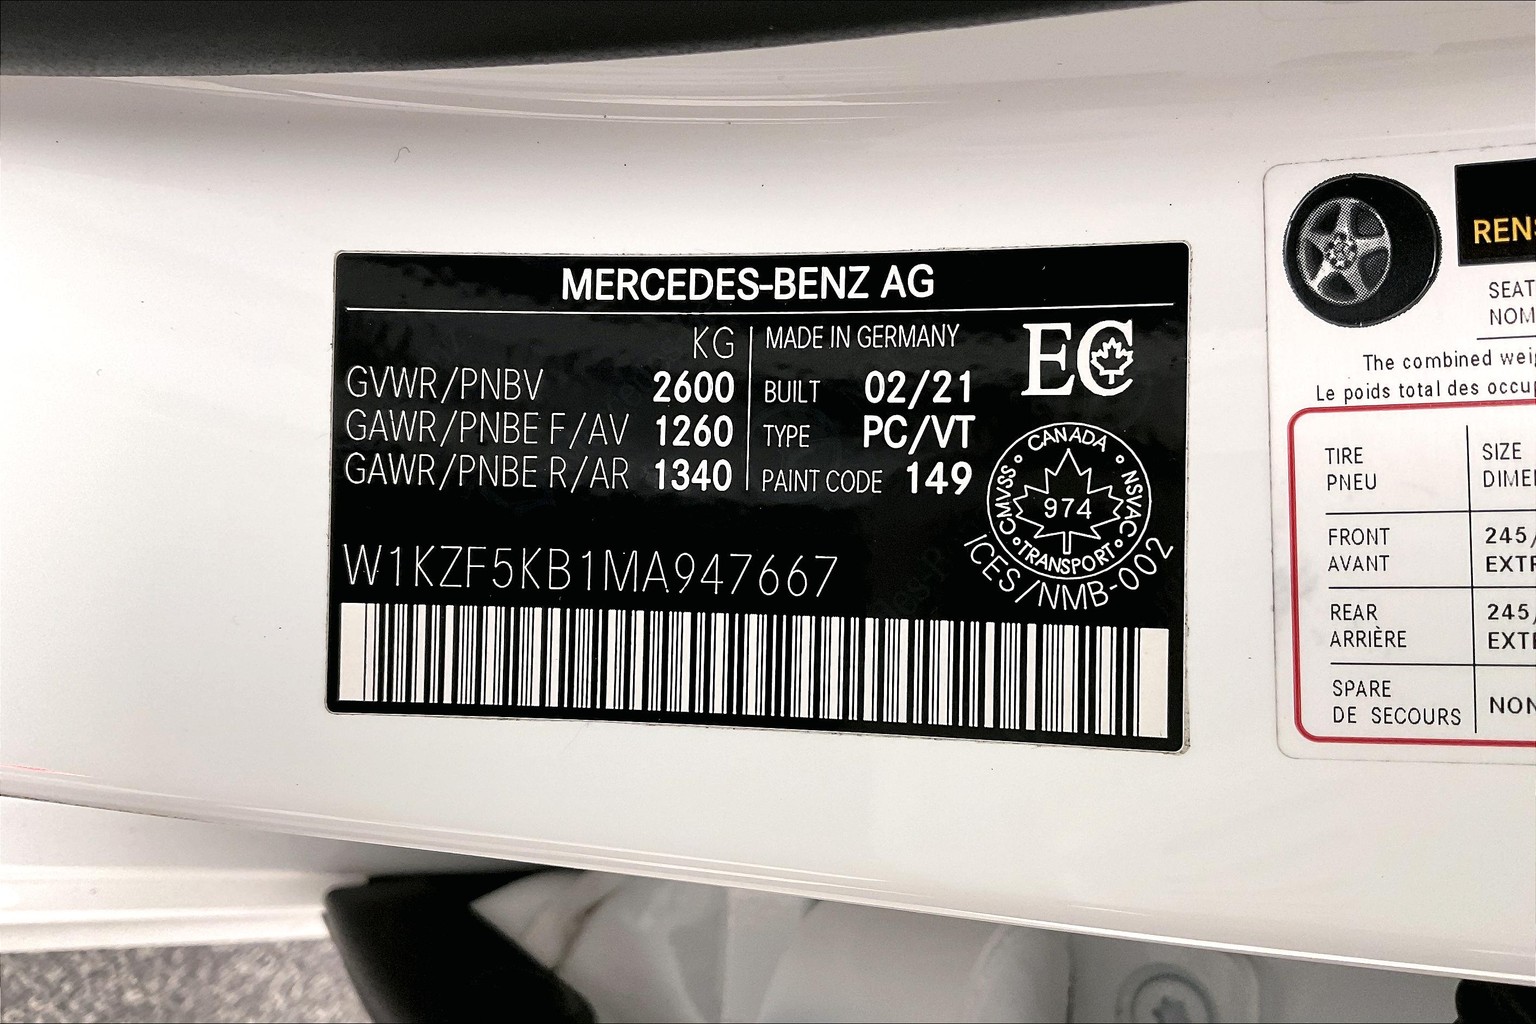 MERCEDES-BENZ AG
KG
GVWR/PNBV 2600
GAWR/PNBE F/AV 1260
GAWR/PNBE R/AR 1340
MADE IN GERMANY
BUILT 02/21
TYPE PC/VT
PAINT CODE 149
EC
CANADA
CMVSS NSVAC
974
TRANSPORT
ICES/NMB-002
W1KZF5KB1MA947667
SEAT
The combined
Le poids total des
TIRE SIZE
PNEU
FRONT 245/
AVANT
REAR 245/
ARRIÈRE
SPARE
DE SECOURS